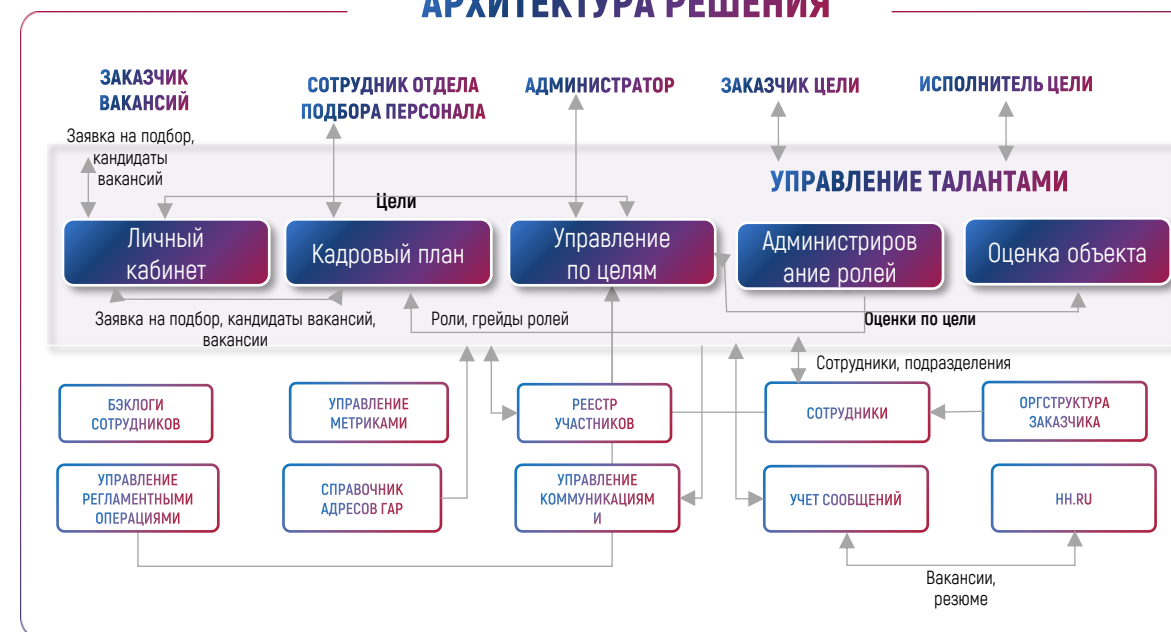 АРХИТЕКТУРА РЕШЕНИЯ
ЗАКАЗЧИК
ВАКАНСИЙ
СОТРУДНИК ОТДЕЛА
ПОДБОРА ПЕРСОНАЛА
АДМИНИСТРАТОР
ЗАКАЗЧИК ЦЕЛИ
ИСПОЛНИТЕЛЬ ЦЕЛИ
Заявка на подбор,
кандидаты
вакансий
УПРАВЛЕНИЕ ТАЛАНТАМИ
Цели
Личный
кабинет
Кадровый план
Управление
по целям
Администриров
ание ролей
Оценка объекта
Заявка на подбор, кандидаты вакансий,
вакансии
Роли, грейды ролей
Оценки по цели
Сотрудники, подразделения
БЭКЛОГИ
СОТРУДНИКОВ
УПРАВЛЕНИЕ
МЕТРИКАМИ
РЕЕСТР
УЧАСТНИКОВ
СОТРУДНИКИ
ОРГСТРУКТУРА
ЗАКАЗЧИКА
УПРАВЛЕНИЕ
РЕГЛАМЕНТНЫМИ
ОПЕРАЦИЯМИ
СПРАВОЧНИК
АДРЕСОВ ГАР
УПРАВЛЕНИЕ
КОММУНИКАЦИЯМ
И
УЧЕТ СООБЩЕНИЙ
HH.RU
Вакансии,
резюме